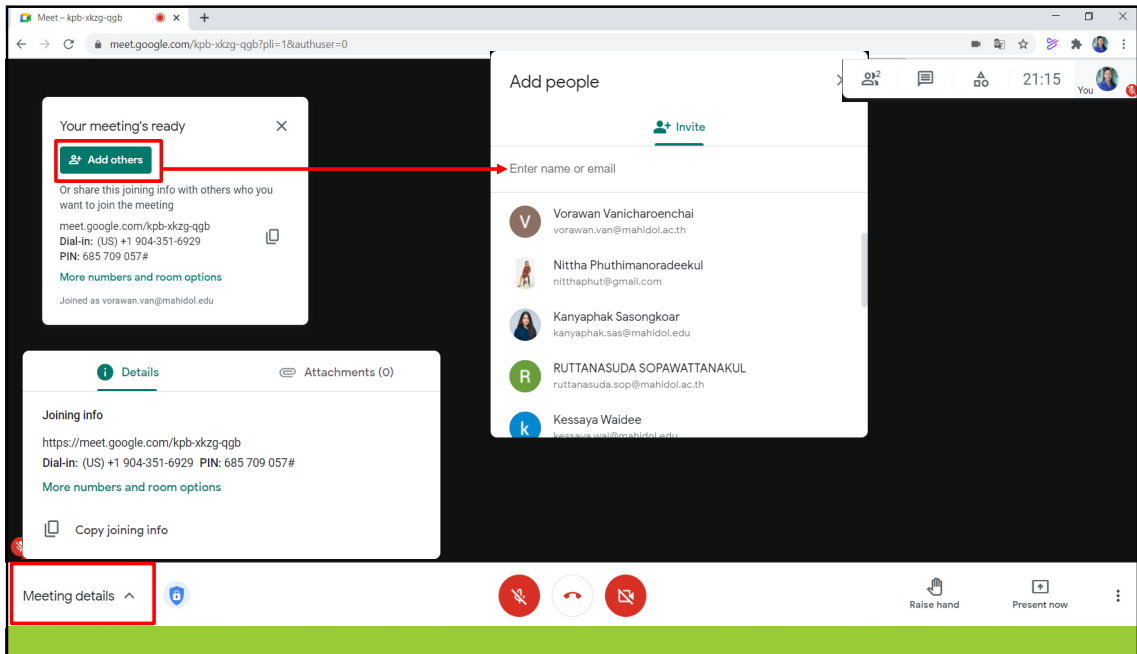 Meet – kpb-xkzg-qgb
meet.google.com/kpb-xkzg-qgb?pli=1&authuser=0
Your meeting's ready
Add others
Or share this joining info with others who you
want to join the meeting
meet.google.com/kpb-xkzg-qgb
Dial-in: (US) +1 904-351-6929
PIN: 685 709 057#
More numbers and room options
Joined as vorawan.van@mahidol.edu
Add people
2
21:15
You
Invite
Enter name or email
V
Vorawan Vanicharoenchai
vorawan.van@mahidol.ac.th
Nittha Phuthimanoradeekul
nitthaphut@gmail.com
Kanyaphak Sasongkoar
kanyaphak.sas@mahidol.edu
R
RUTTANASUDA SOPAWATTANAKUL
ruttanasuda.sop@mahidol.ac.th
k
Kessaya Waidee
kessaya.wai@mahidol.edu
Details
Attachments (0)
Joining info
https://meet.google.com/kpb-xkzg-qgb
Dial-in: (US) +1 904-351-6929 PIN: 685 709 057#
More numbers and room options
Copy joining info
Meeting details
Raise hand
Present now